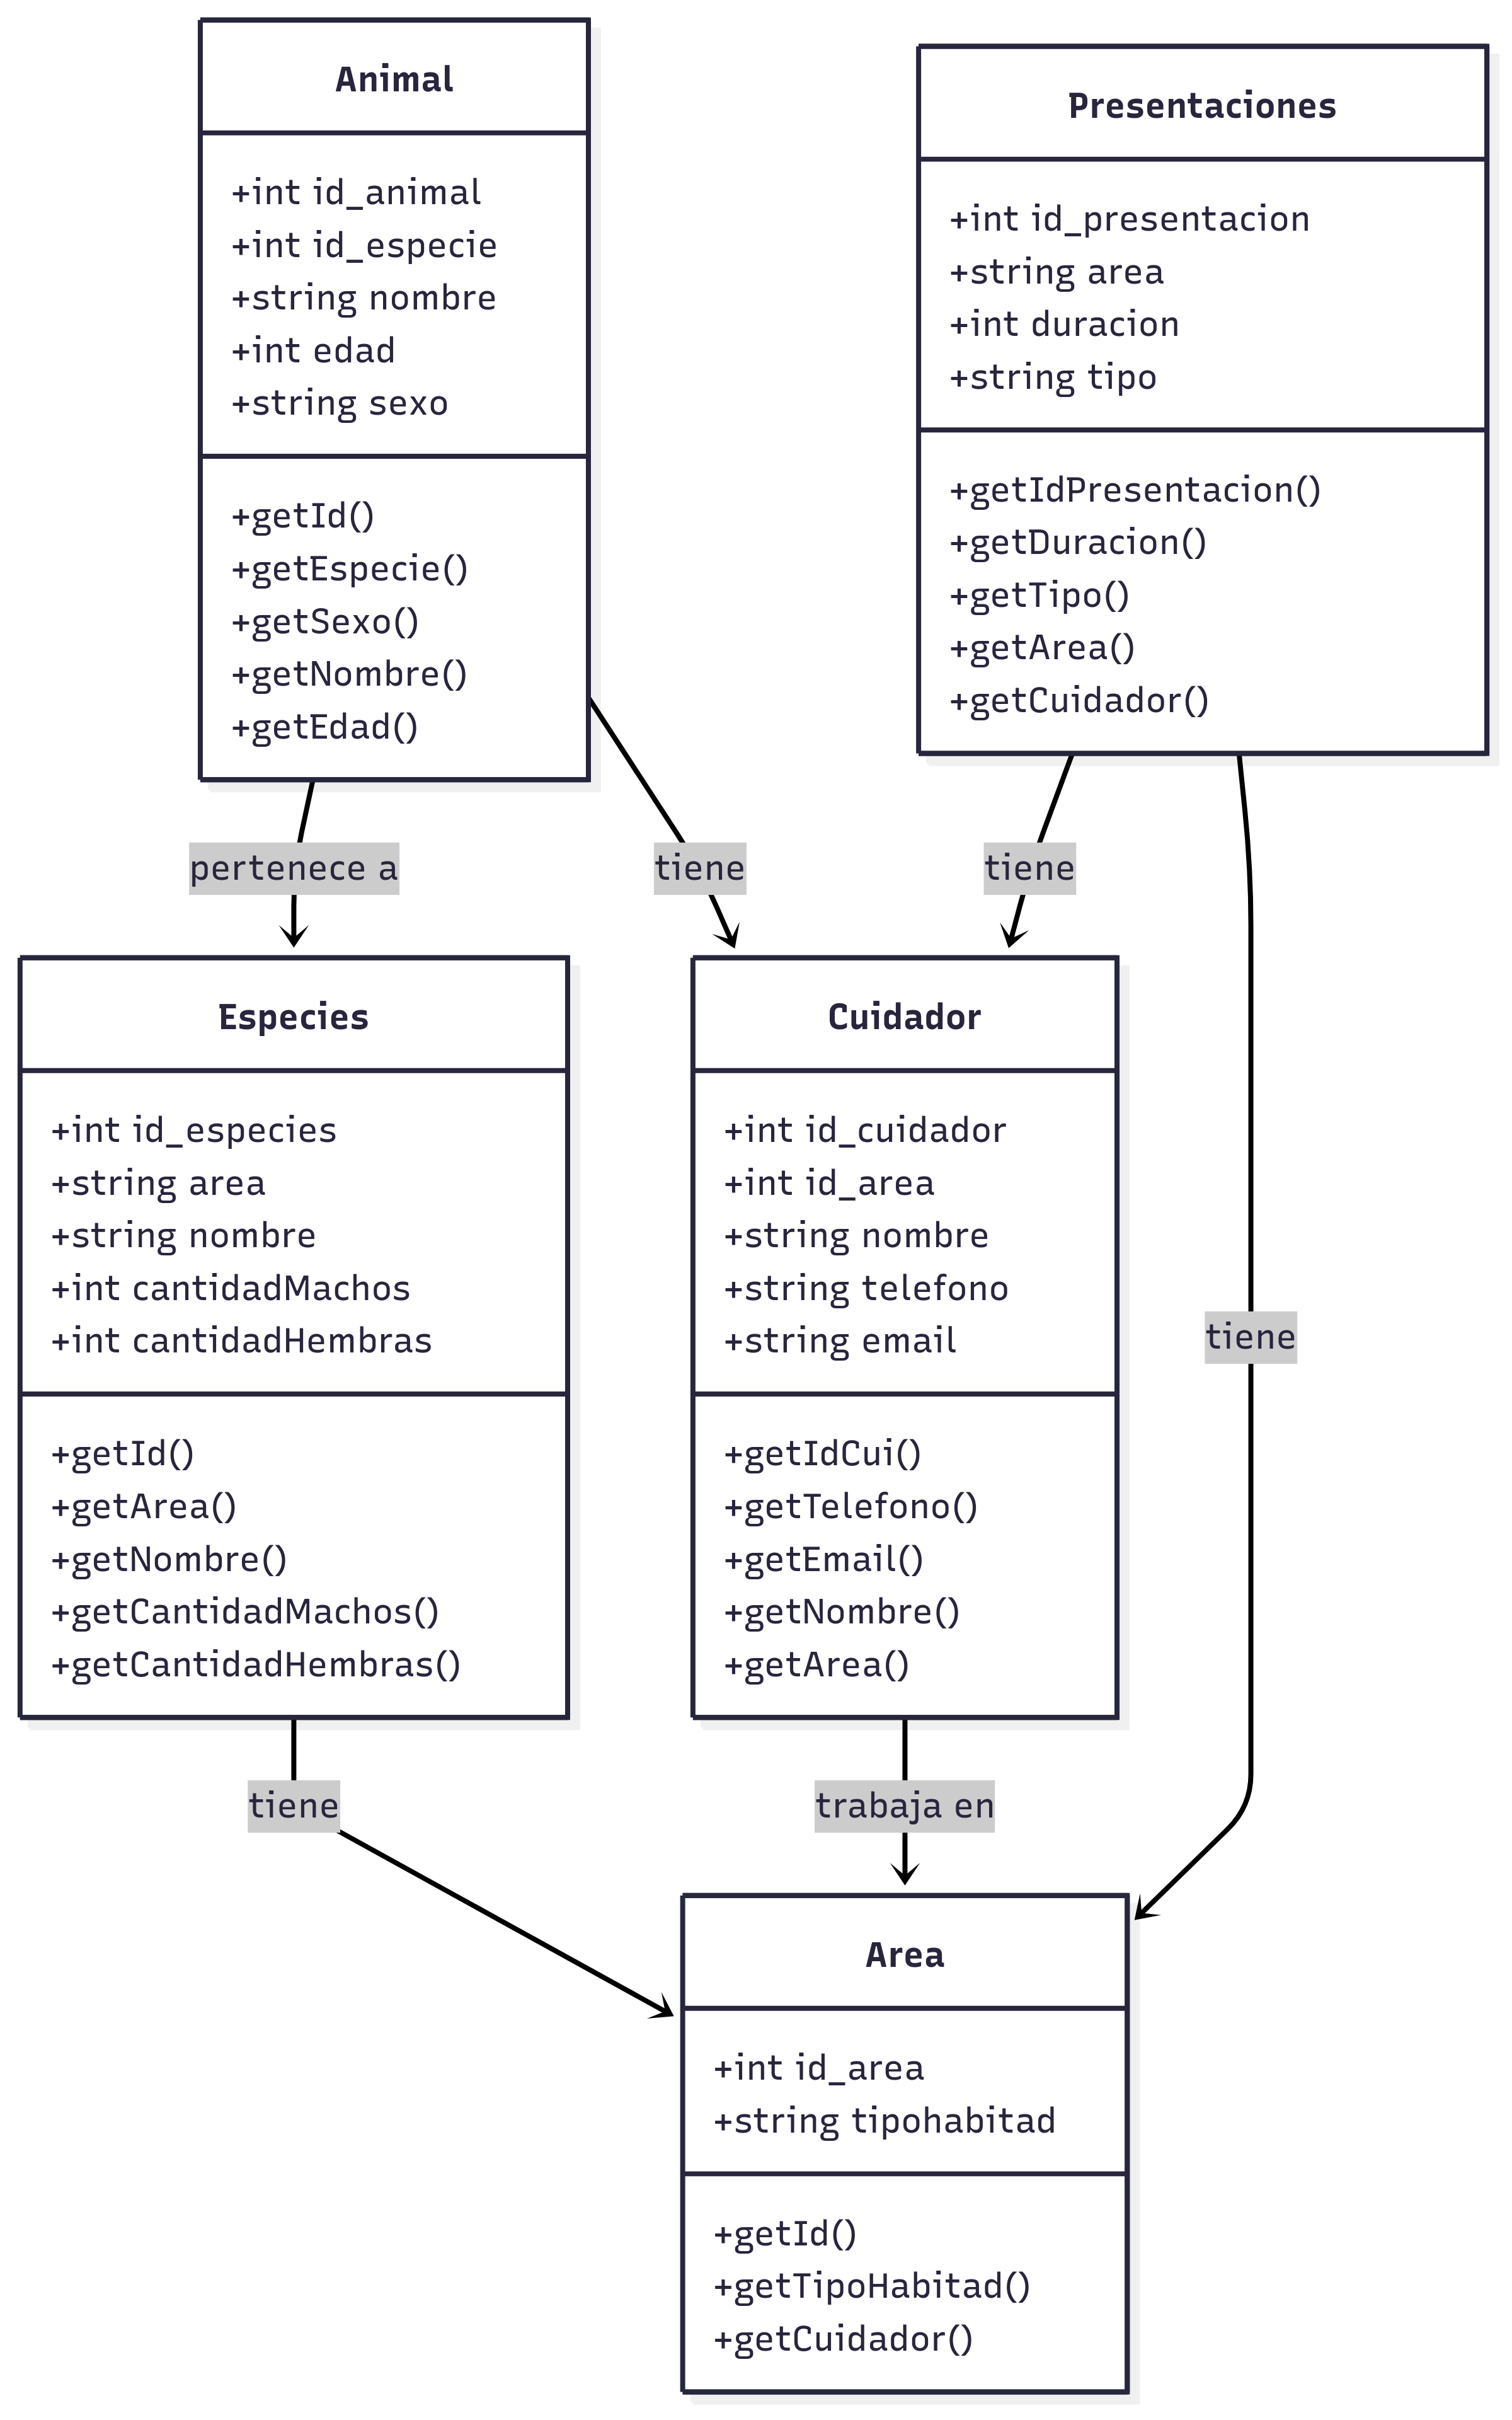 Animal
+int id_animal
+int id_especie
+string nombre
+int edad
+string sexo
+getId()
+getEspecie()
+getSexo()
+getNombre()
+getEdad()
Presentaciones
+int id_presentacion
+string area
+int duracion
+string tipo
+getIdPresentacion()
+getDuracion()
+getTipo()
+getArea()
+getCuidador()
pertenece a
tiene
tiene
Especies
+int id_especies
+string area
+string nombre
+int cantidadMachos
+int cantidadHembras
+getId()
+getArea()
+getNombre()
+getCantidadMachos()
+getCantidadHembras()
Cuidador
+int id_cuidador
+int id_area
+string nombre
+string telefono
+string email
+getIdCui()
+getTelefono()
+getEmail()
+getNombre()
+getArea()
tiene
tiene
trabaja en
Area
+int id_area
+string tipohabitad
+getId()
+getTipoHabitad()
+getCuidador()